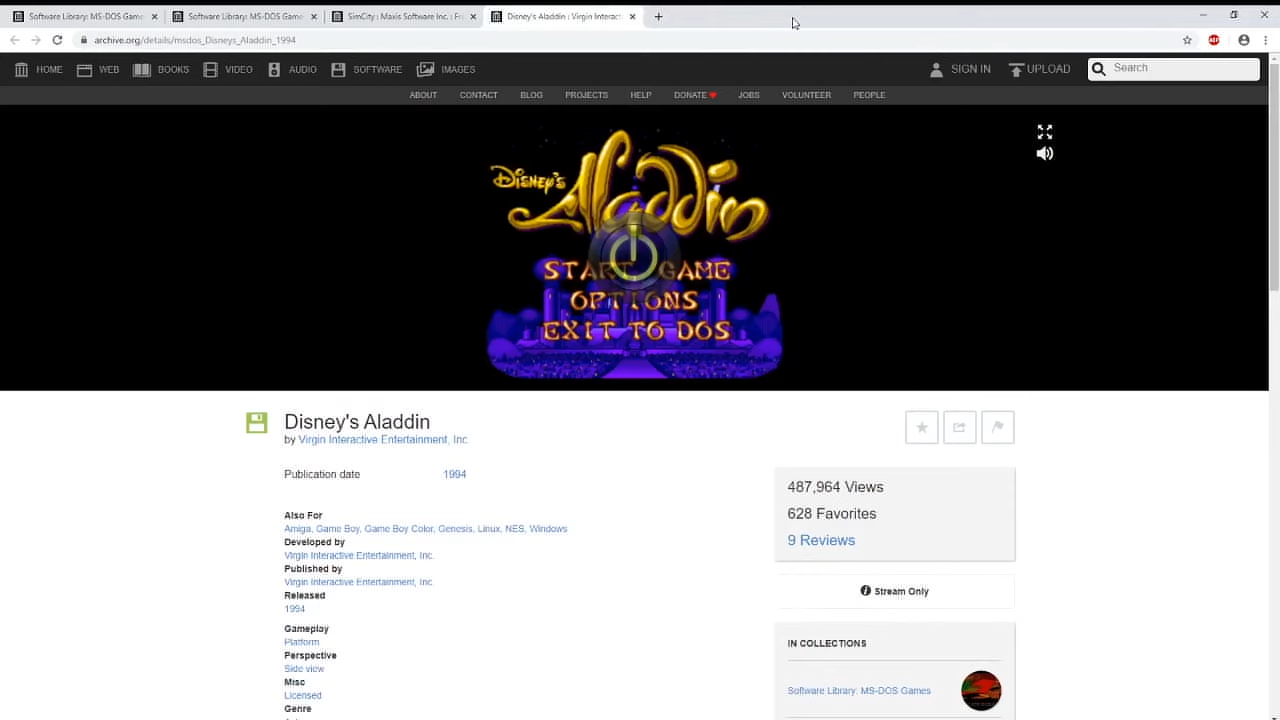 Software Library: MS-DOS Game
Software Library: MS-DOS Game
SimCity : Maxis Software Inc. : Fr
Disney's Aladdin : Virgin Interact
archive.org/details/msdos_Disneys_Aladdin_1994
HOME WEB BOOKS VIDEO AUDIO SOFTWARE IMAGES SIGN IN UPLOAD Search
ABOUT CONTACT BLOG PROJECTS HELP DONATE JOBS VOLUNTEER PEOPLE
Disney's
Aladdin
START GAME
OPTIONS
EXIT TO DOS
Disney's Aladdin
by Virgin Interactive Entertainment, Inc
Publication date 1994
Also For
Amiga, Game Boy, Game Boy Color, Genesis, Linux, NES, Windows
Developed by
Virgin Interactive Entertainment, Inc.
Published by
Virgin Interactive Entertainment, Inc.
Released
1994
Gameplay
Platform
Perspective
Side view
Misc
Licensed
Genre
487,964 Views
628 Favorites
9 Reviews
Stream Only
IN COLLECTIONS
Software Library: MS-DOS Games